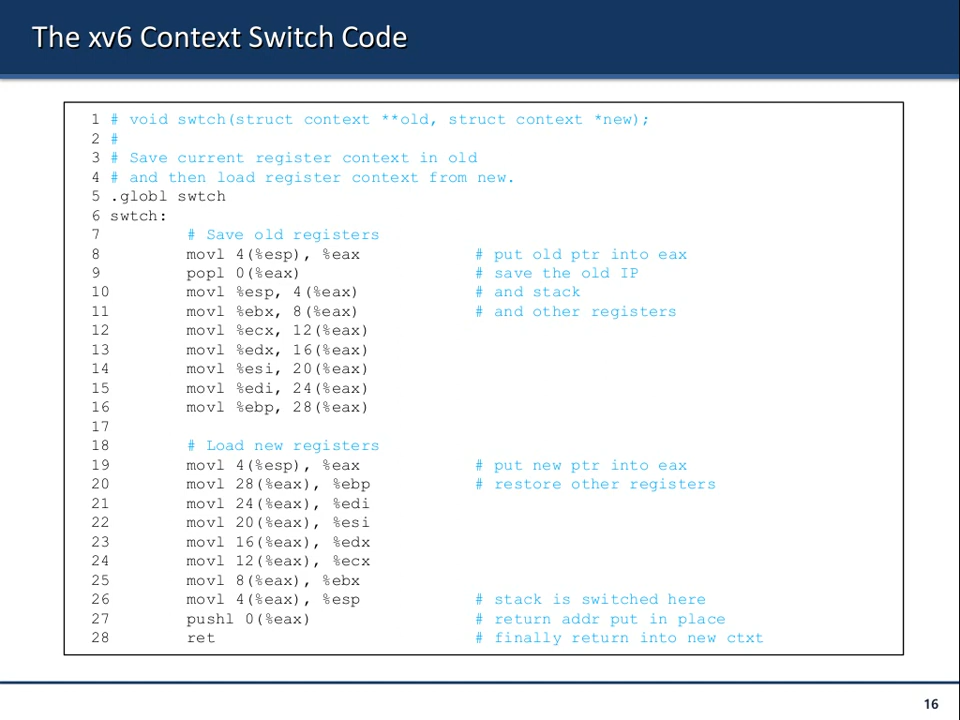 The xv6 Context Switch Code
1 # void swtch(struct context **old, struct context *new);
2 #
3 # Save current register context in old
4 # and then load register context from new.
5 .globl swtch
6 swtch:
7 # Save old registers
8 movl 4(%esp), %eax # put old ptr into eax
9 popl 0(%eax) # save the old IP
10 movl %esp, 4(%eax) # and stack
11 movl %ebx, 8(%eax) # and other registers
12 movl %ecx, 12(%eax)
13 movl %edx, 16(%eax)
14 movl %esi, 20(%eax)
15 movl %edi, 24(%eax)
16 movl %ebp, 28(%eax)
17
18 # Load new registers
19 movl 4(%esp), %eax # put new ptr into eax
20 movl 28(%eax), %ebp # restore other registers
21 movl 24(%eax), %edi
22 movl 20(%eax), %esi
23 movl 16(%eax), %edx
24 movl 12(%eax), %ecx
25 movl 8(%eax), %ebx
26 movl 4(%eax), %esp # stack is switched here
27 pushl 0(%eax) # return addr put in place
28 ret # finally return into new ctxt
16